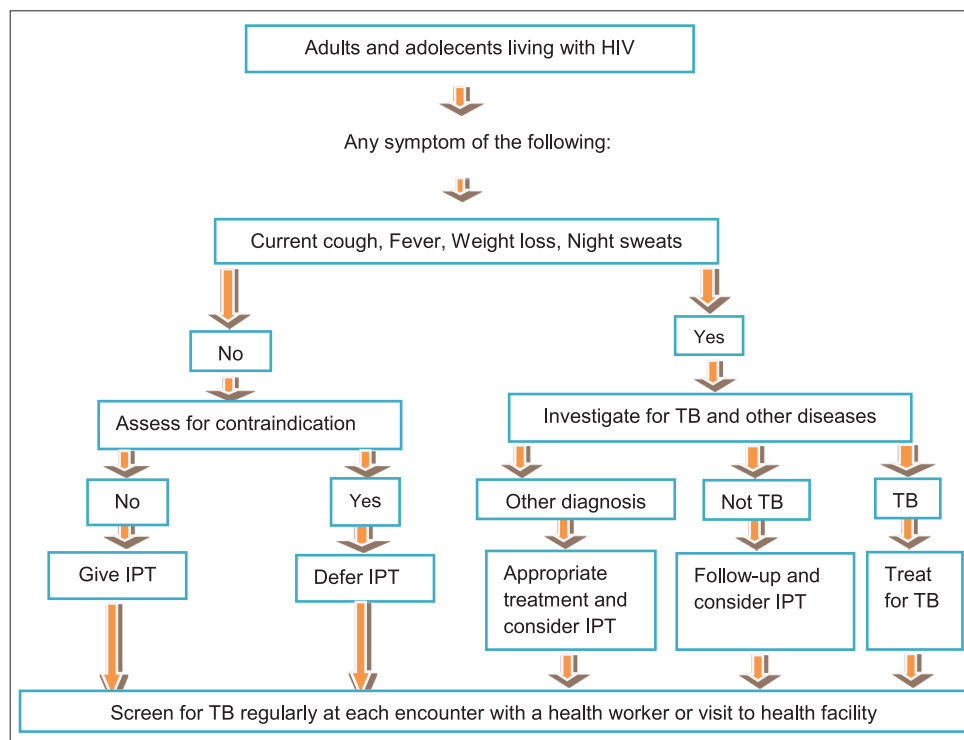 Adults and adolecents living with HIV
Any symptom of the following:
Current cough, Fever, Weight loss, Night sweats
No
Yes
Assess for contraindication
Investigate for TB and other diseases
No
Yes
Other diagnosis
Not TB
TB
Give IPT
Defer IPT
Appropriate
treatment and
consider IPT
Follow-up and
consider IPT
Treat
for TB
Screen for TB regularly at each encounter with a health worker or visit to health facility